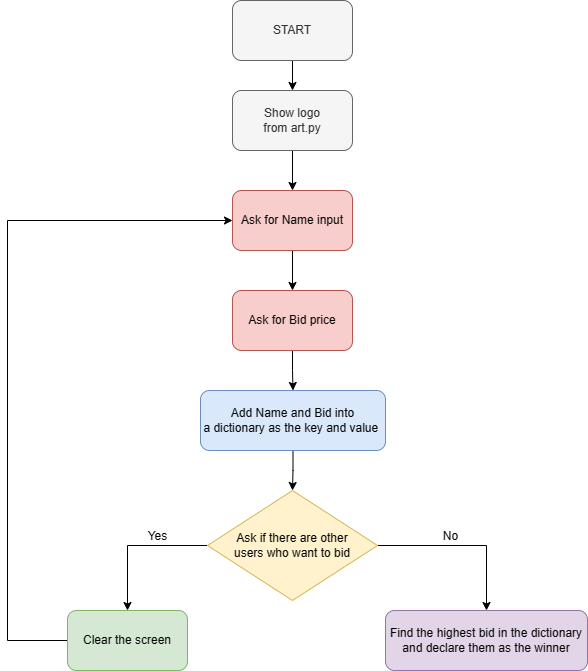 START
Show logo
from art.py
Ask for Name input
Ask for Bid price
Add Name and Bid into
a dictionary as the key and value
Ask if there are other
users who want to bid
Yes
No
Clear the screen
Find the highest bid in the dictionary
and declare them as the winner